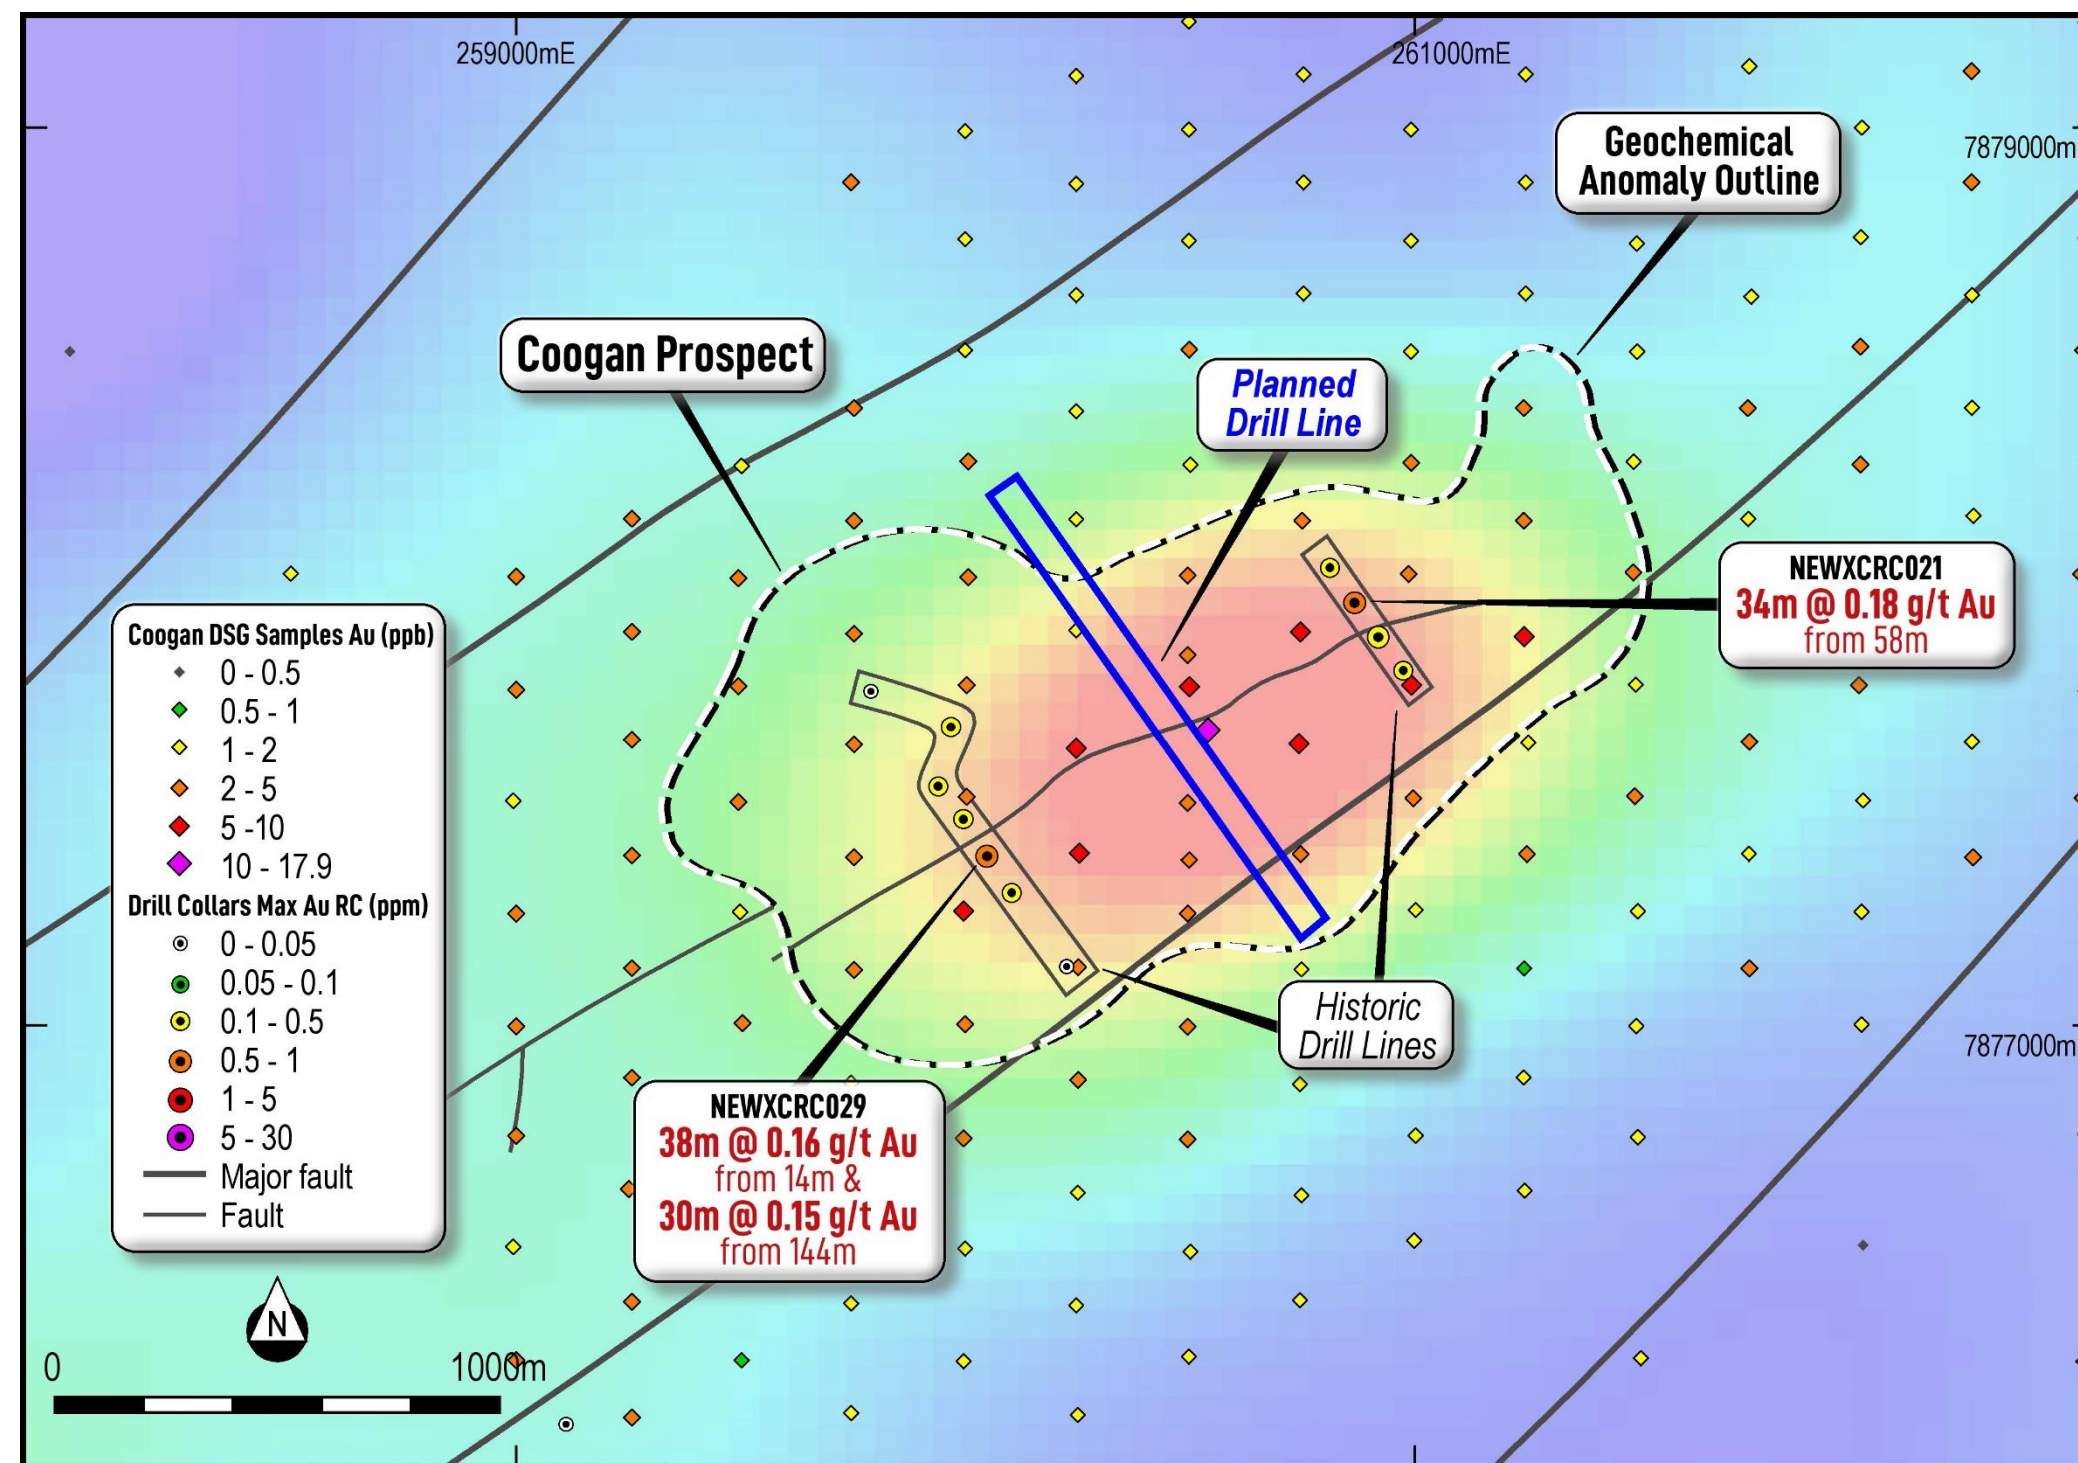 259000mE
261000mE
Geochemical
Anomaly Outline
7879000m
Coogan Prospect
Planned
Drill Line
NEWXCRC021
34m @ 0.18 g/t Au
from 58m
Coogan DSG Samples Au (ppb)
0 - 0.5
0.5 - 1
1 - 2
2 - 5
5 -10
10 - 17.9
Drill Collars Max Au RC (ppm)
0 - 0.05
0.05 - 0.1
0.1 - 0.5
0.5 - 1
1 - 5
5 - 30
Major fault
Fault
Historic
Drill Lines
7877000m
NEWXCRC029
38m @ 0.16 g/t Au
from 14m &
30m @ 0.15 g/t Au
from 144m
N
0
1000m